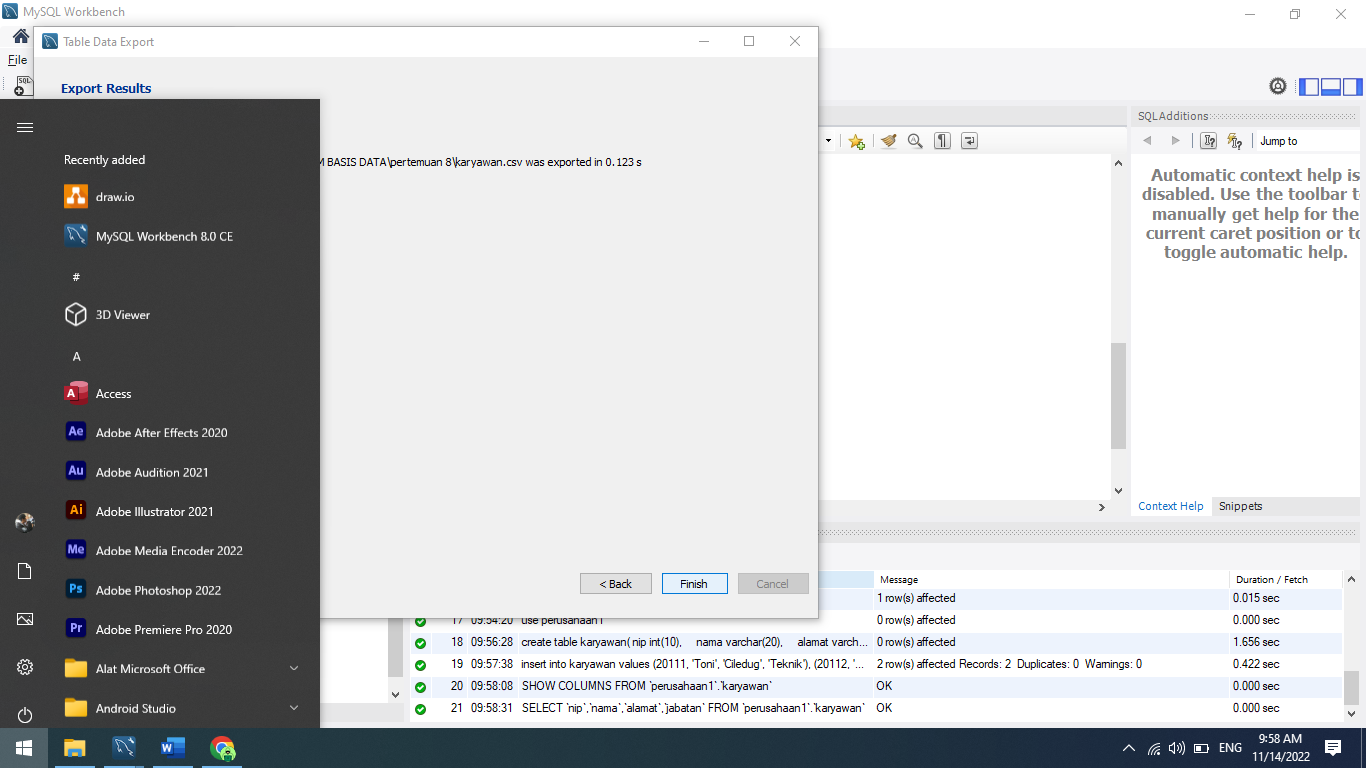 MySQL Workbench
Table Data Export
File
SQL
Export Results
M BASIS DATA\pertemuan 8\karyawan.csv was exported in 0.123 s
< Back
Finish
Cancel
Recently added
draw.io
MySQL Workbench 8.0 CE
#
3D Viewer
A
Access
Adobe After Effects 2020
Adobe Audition 2021
Adobe Illustrator 2021
Adobe Media Encoder 2022
Adobe Photoshop 2022
Adobe Premiere Pro 2020
Alat Microsoft Office
Android Studio
SQLAdditions
Jump to
Automatic context help is
disabled. Use the toolbar t
manually get help for the
current caret position or to
toggle automatic help.
Context Help
Snippets
Message
Duration / Fetch
1 row(s) affected
0.015 sec
17 09:54:20 use perusahaan1 0 row(s) affected 0.000 sec
18 09:56:28 create table karyawan( nip int(10), nama varchar(20), alamat varch... 0 row(s) affected 1.656 sec
19 09:57:38 insert into karyawan values (20111, 'Toni', 'Ciledug', 'Teknik'), (20112, '... 2 row(s) affected Records: 2 Duplicates: 0 Warnings: 0 0.422 sec
20 09:58:08 SHOW COLUMNS FROM `perusahaan1`.`karyawan` OK 0.000 sec
21 09:58:31 SELECT `nip`,`nama`,`alamat`,`jabatan` FROM `perusahaan1`.`karyawan` OK 0.000 sec
ENG
9:58 AM
11/14/2022